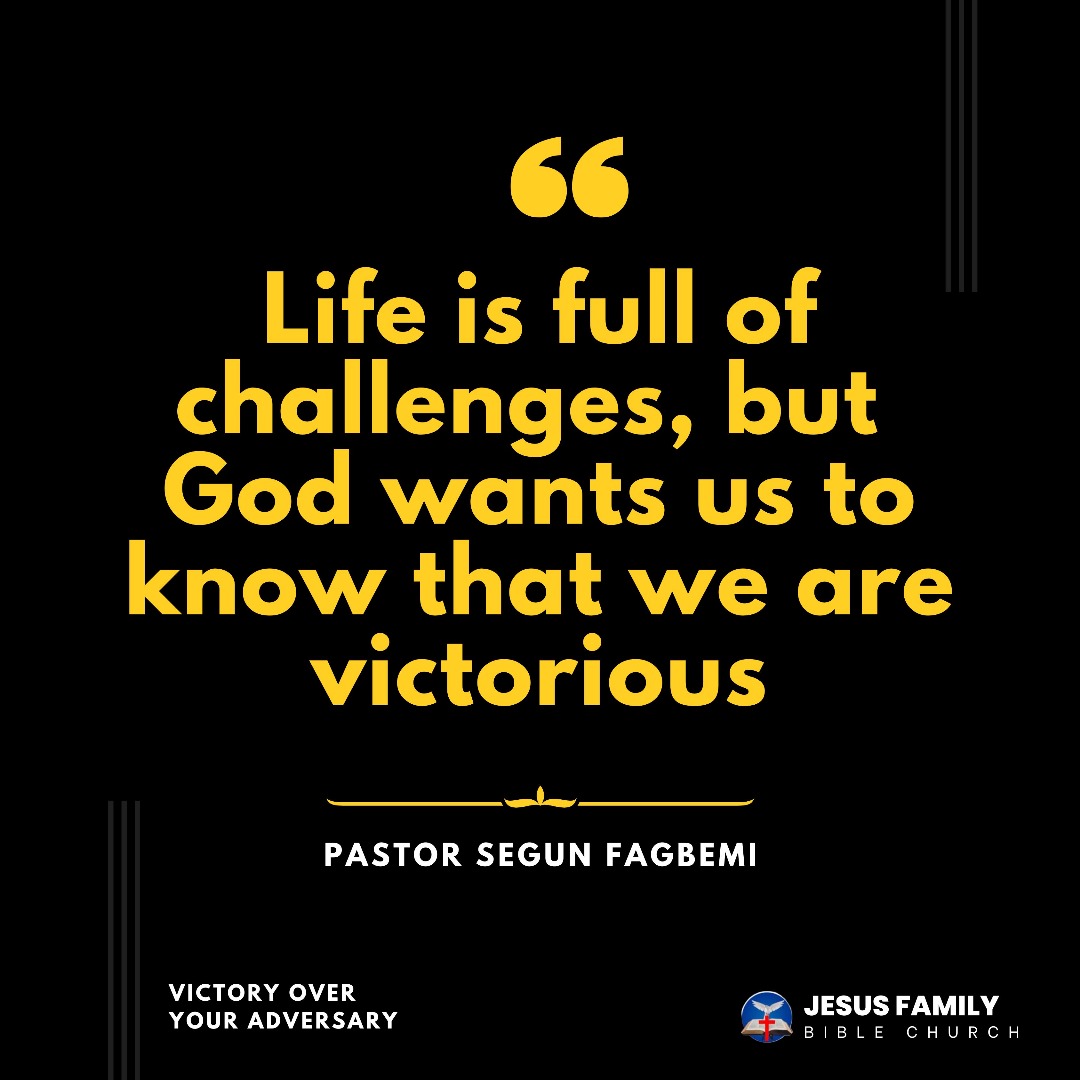 “
Life is full of
challenges, but
God wants us to
know that we are
victorious
PASTOR SEGUN FAGBEMI
VICTORY OVER
YOUR ADVERSARY
JESUS FAMILY
BIBLE CHURCH